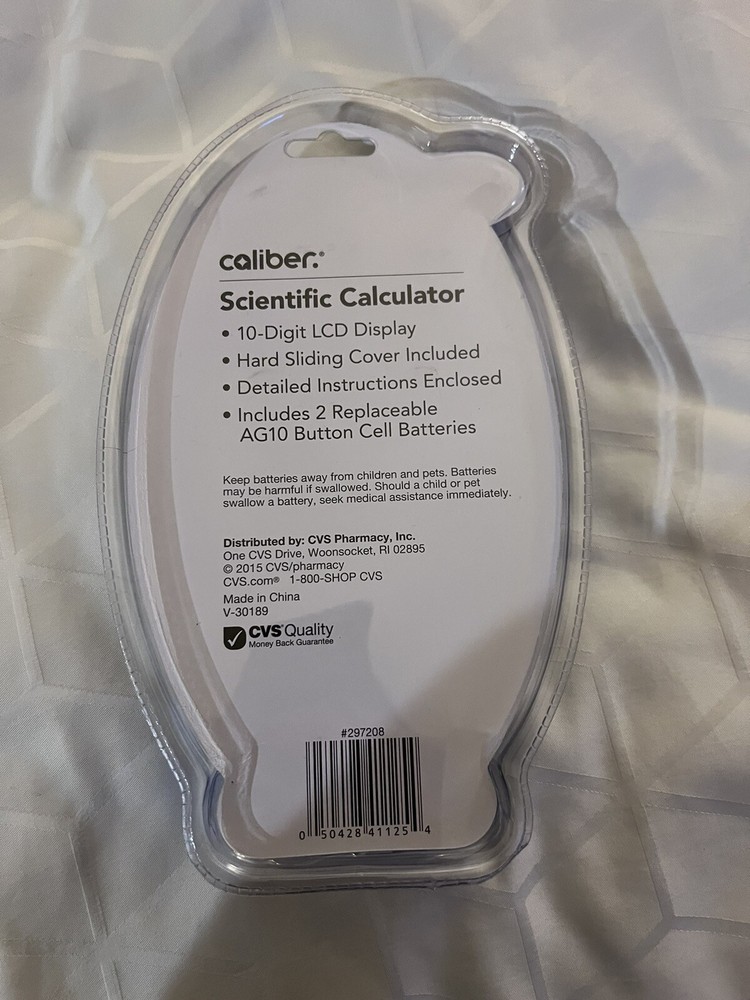 caliber.®
Scientific Calculator
• 10-Digit LCD Display
• Hard Sliding Cover Included
• Detailed Instructions Enclosed
• Includes 2 Replaceable
AG10 Button Cell Batteries
Keep batteries away from children and pets. Batteries
may be harmful if swallowed. Should a child or pet
swallow a battery, seek medical assistance immediately.
Distributed by: CVS Pharmacy, Inc.
One CVS Drive, Woonsocket, RI 02895
© 2015 CVS/pharmacy
CVS.com® 1-800-SHOP CVS
Made in China
V-30189
CVS® Quality
Money Back Guarantee
#297208
0 50428 41125 4